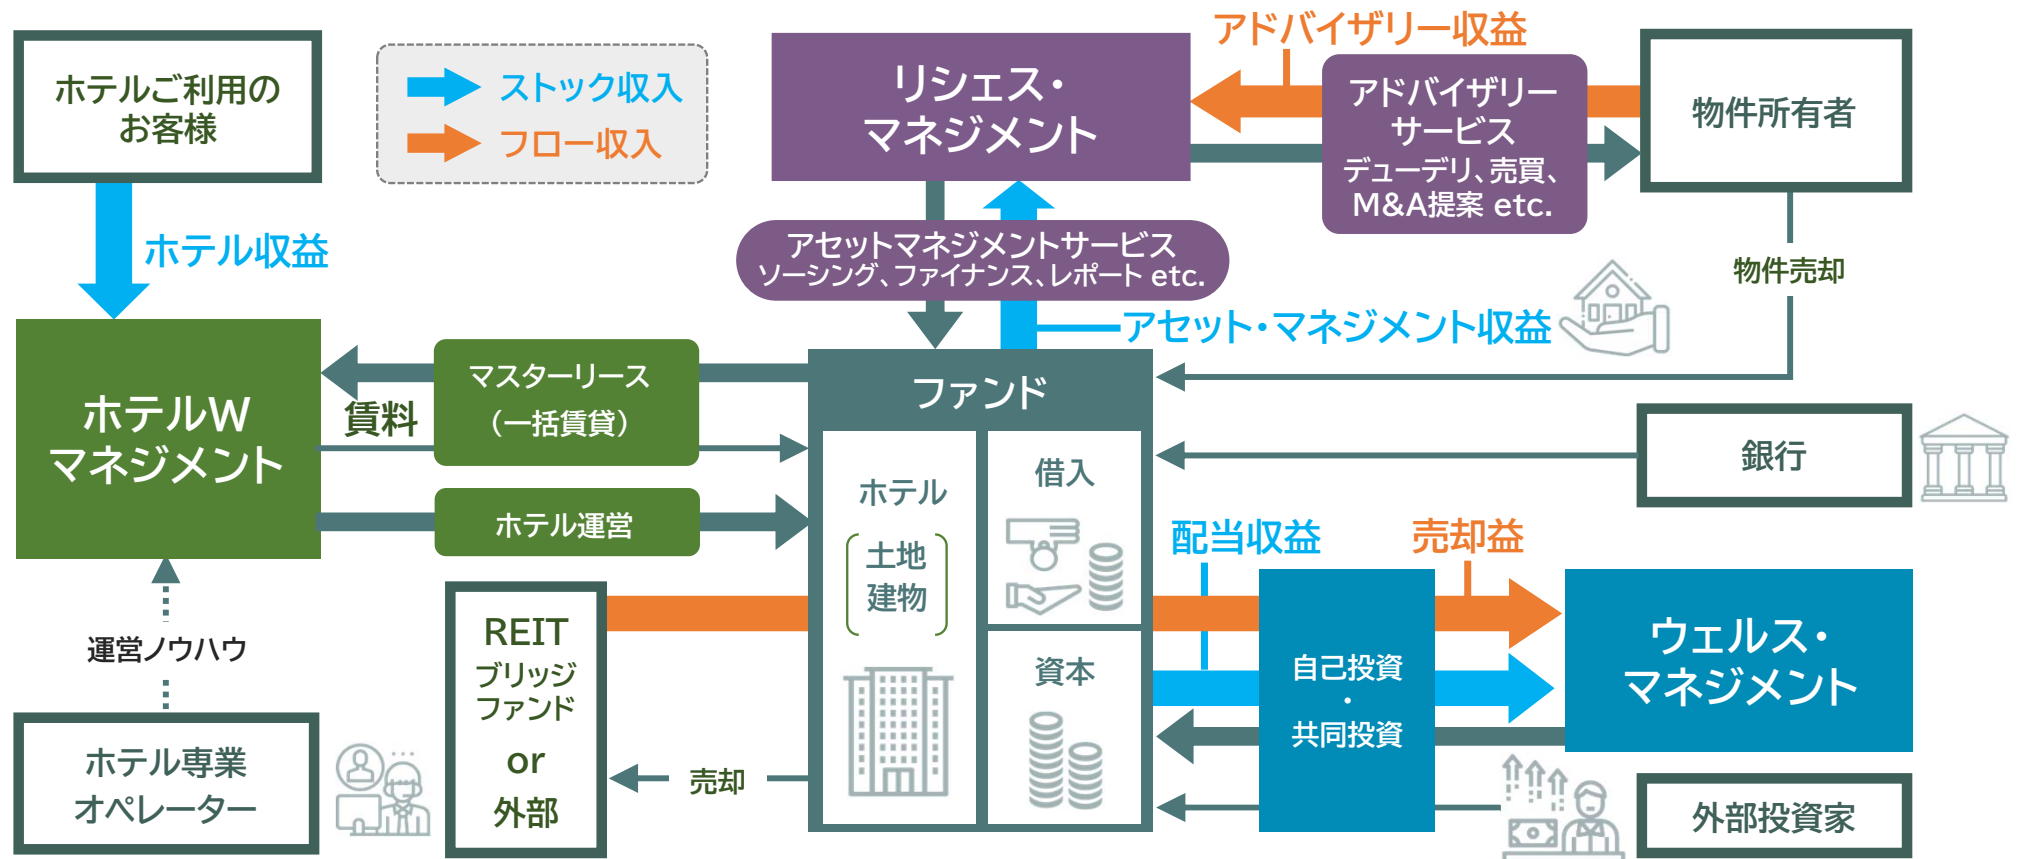 ホテルご利用の
お客様
ストック収入
フロー収入
リシェス・
マネジメント
アドバイザリー収益
アドバイザリー
サービス
デューデリ、売買、
M&A提案 etc.
物件所有者
ホテル収益
アセットマネジメントサービス
ソーシング、ファイナンス、レポート etc.
物件売却
アセット・マネジメント収益
ホテルW
マネジメント
マスターリース
（一括賃貸）
賃料
ホテル運営
ファンド
ホテル
土地
建物
借入
資本
銀行
配当収益
売却益
自己投資
・
共同投資
ウェルス・
マネジメント
運営ノウハウ
ホテル専業
オペレーター
REIT
ブリッジ
ファンド
or
外部
売却
外部投資家